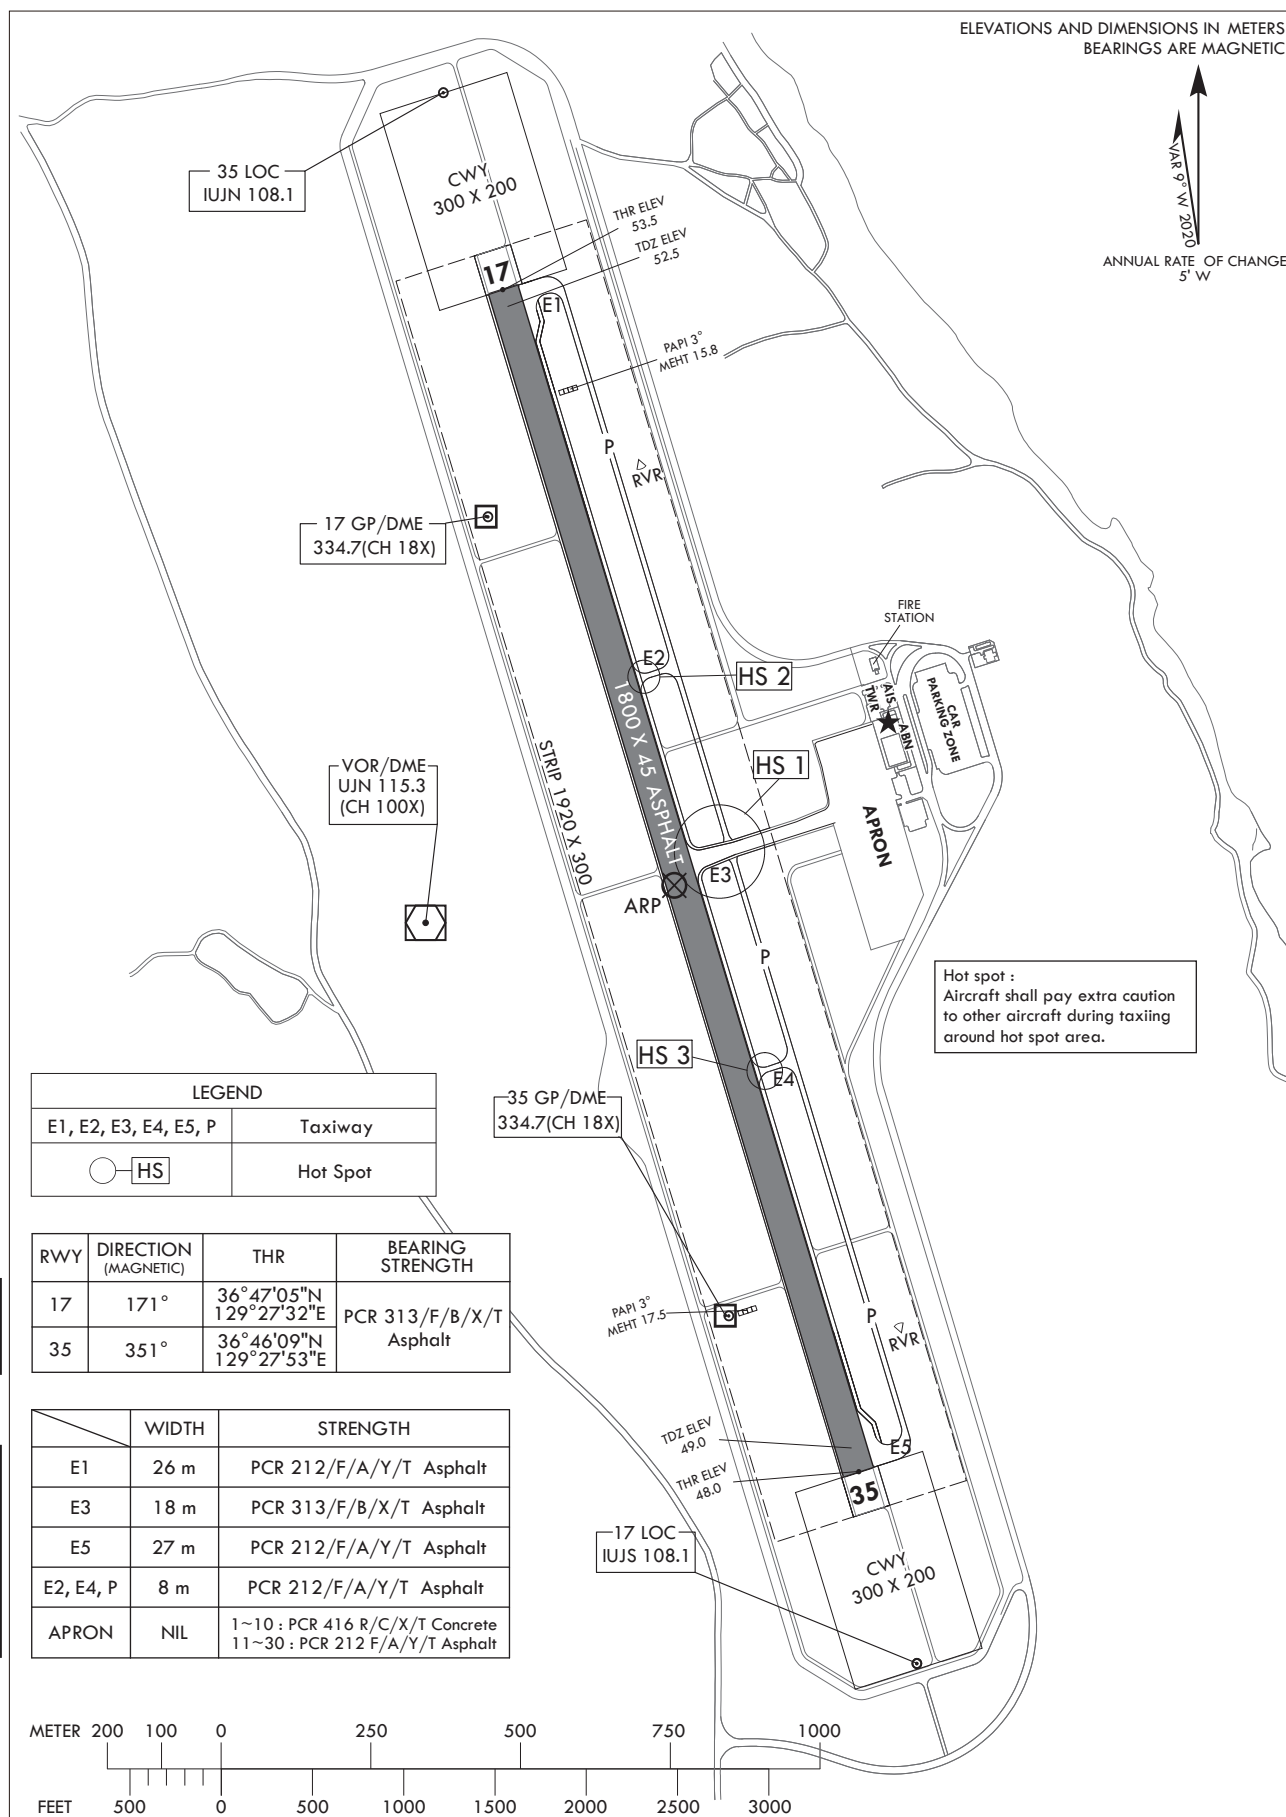 ELEVATIONS AND DIMENSIONS IN METERS
BEARINGS ARE MAGNETIC
VAR 9° W 2020
ANNUAL RATE OF CHANGE
5' W
35 LOC
IUJN 108.1
CWY
300 X 200
THR ELEV
53.5
TDZ ELEV
52.5
17
E1
PAPI 3°
MEHT 15.8
P
RVR
17 GP/DME
334.7(CH 18X)
FIRE
STATION
E2
HS 2
AIS
TWR
ABN
CAR
PARKING ZONE
1800 X 45 ASPHALT
STRIP 1920 X 300
VOR/DME
UJN 115.3
(CH 100X)
HS 1
APRON
E3
ARP
P
Hot spot :
Aircraft shall pay extra caution
to other aircraft during taxiing
around hot spot area.
HS 3
E4
35 GP/DME
334.7(CH 18X)
LEGEND
E1, E2, E3, E4, E5, P Taxiway
HS Hot Spot
RWY DIRECTION (MAGNETIC) THR BEARING STRENGTH
17 171° 36°47'05"N 129°27'32"E PCR 313/F/B/X/T Asphalt
35 351° 36°46'09"N 129°27'53"E
PAPI 3°
MEHT 17.5
P
RVR
TDZ ELEV
49.0
THR ELEV
48.0
E5
35
17 LOC
IUJS 108.1
CWY
300 X 200
WIDTH STRENGTH
E1 26 m PCR 212/F/A/Y/T Asphalt
E3 18 m PCR 313/F/B/X/T Asphalt
E5 27 m PCR 212/F/A/Y/T Asphalt
E2, E4, P 8 m PCR 212/F/A/Y/T Asphalt
APRON NIL 1~10 : PCR 416 R/C/X/T Concrete
11~30 : PCR 212 F/A/Y/T Asphalt
METER 200 100 0 250 500 750 1000
FEET 500 0 500 1000 1500 2000 2500 3000